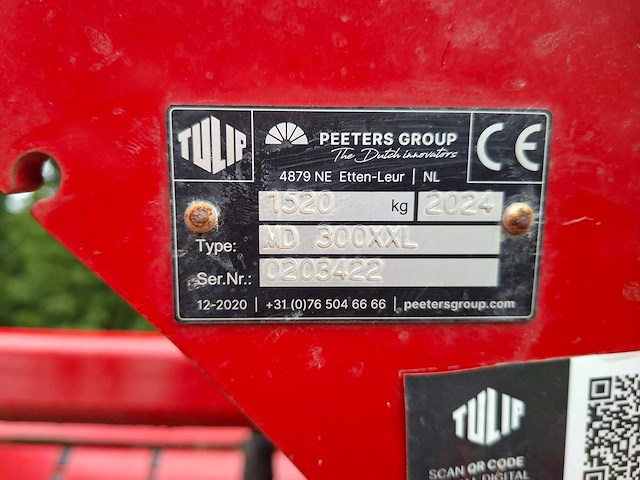 TULIP
PEETERS GROUP
The Dutch innovators
CE
4879 NE Etten-Leur | NL
1520 kg 2024
Type: MD 300XXL
Ser.Nr.: 0203422
12-2020 | +31 (0)76 504 66 66 | peetersgroup.com
TULIP
SCAN QR CODE
DIGITAL